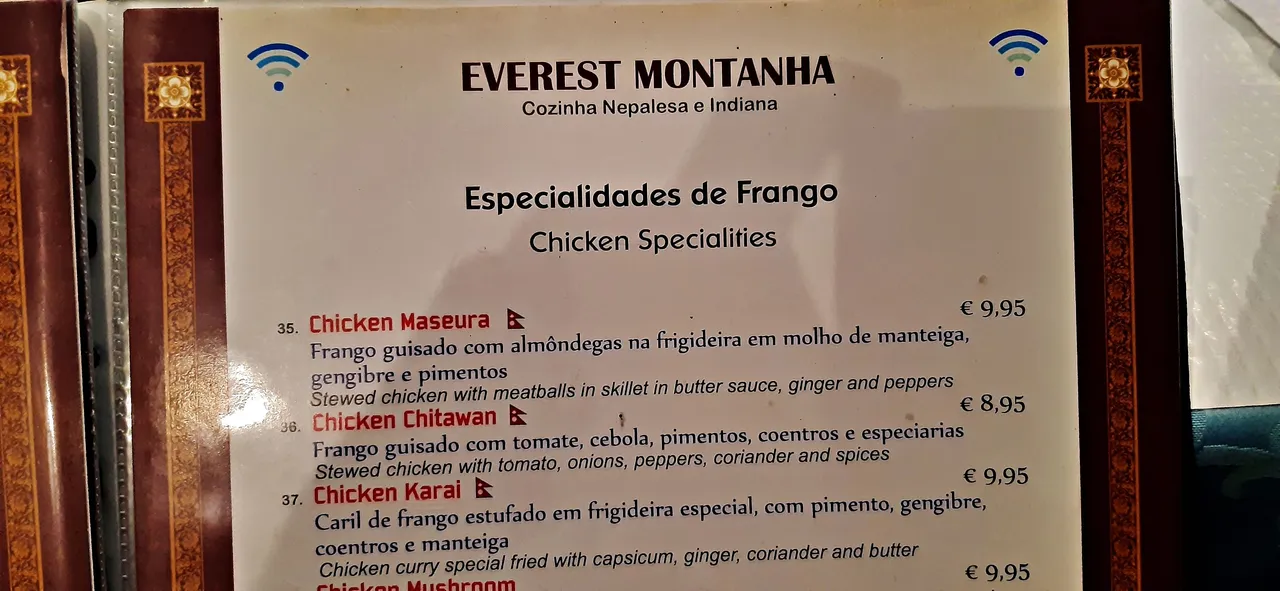 EVEREST MONTANHA
Cozinha Nepalesa e Indiana
Especialidades de Frango
Chicken Specialities
35. Chicken Maseura € 9,95
Frango guisado com almôndegas na frigideira em molho de manteiga,
gengibre e pimentos
Stewed chicken with meatballs in skillet in butter sauce, ginger and peppers
36. Chicken Chitawan € 8,95
Frango guisado com tomate, cebola, pimentos, coentros e especiarias
Stewed chicken with tomato, onions, peppers, coriander and spices
37. Chicken Karai € 9,95
Caril de frango estufado em frigideira especial, com pimento, gengibre,
coentros e manteiga
Chicken curry special fried with capsicum, ginger, coriander and butter
Chicken Mushroom € 9,95